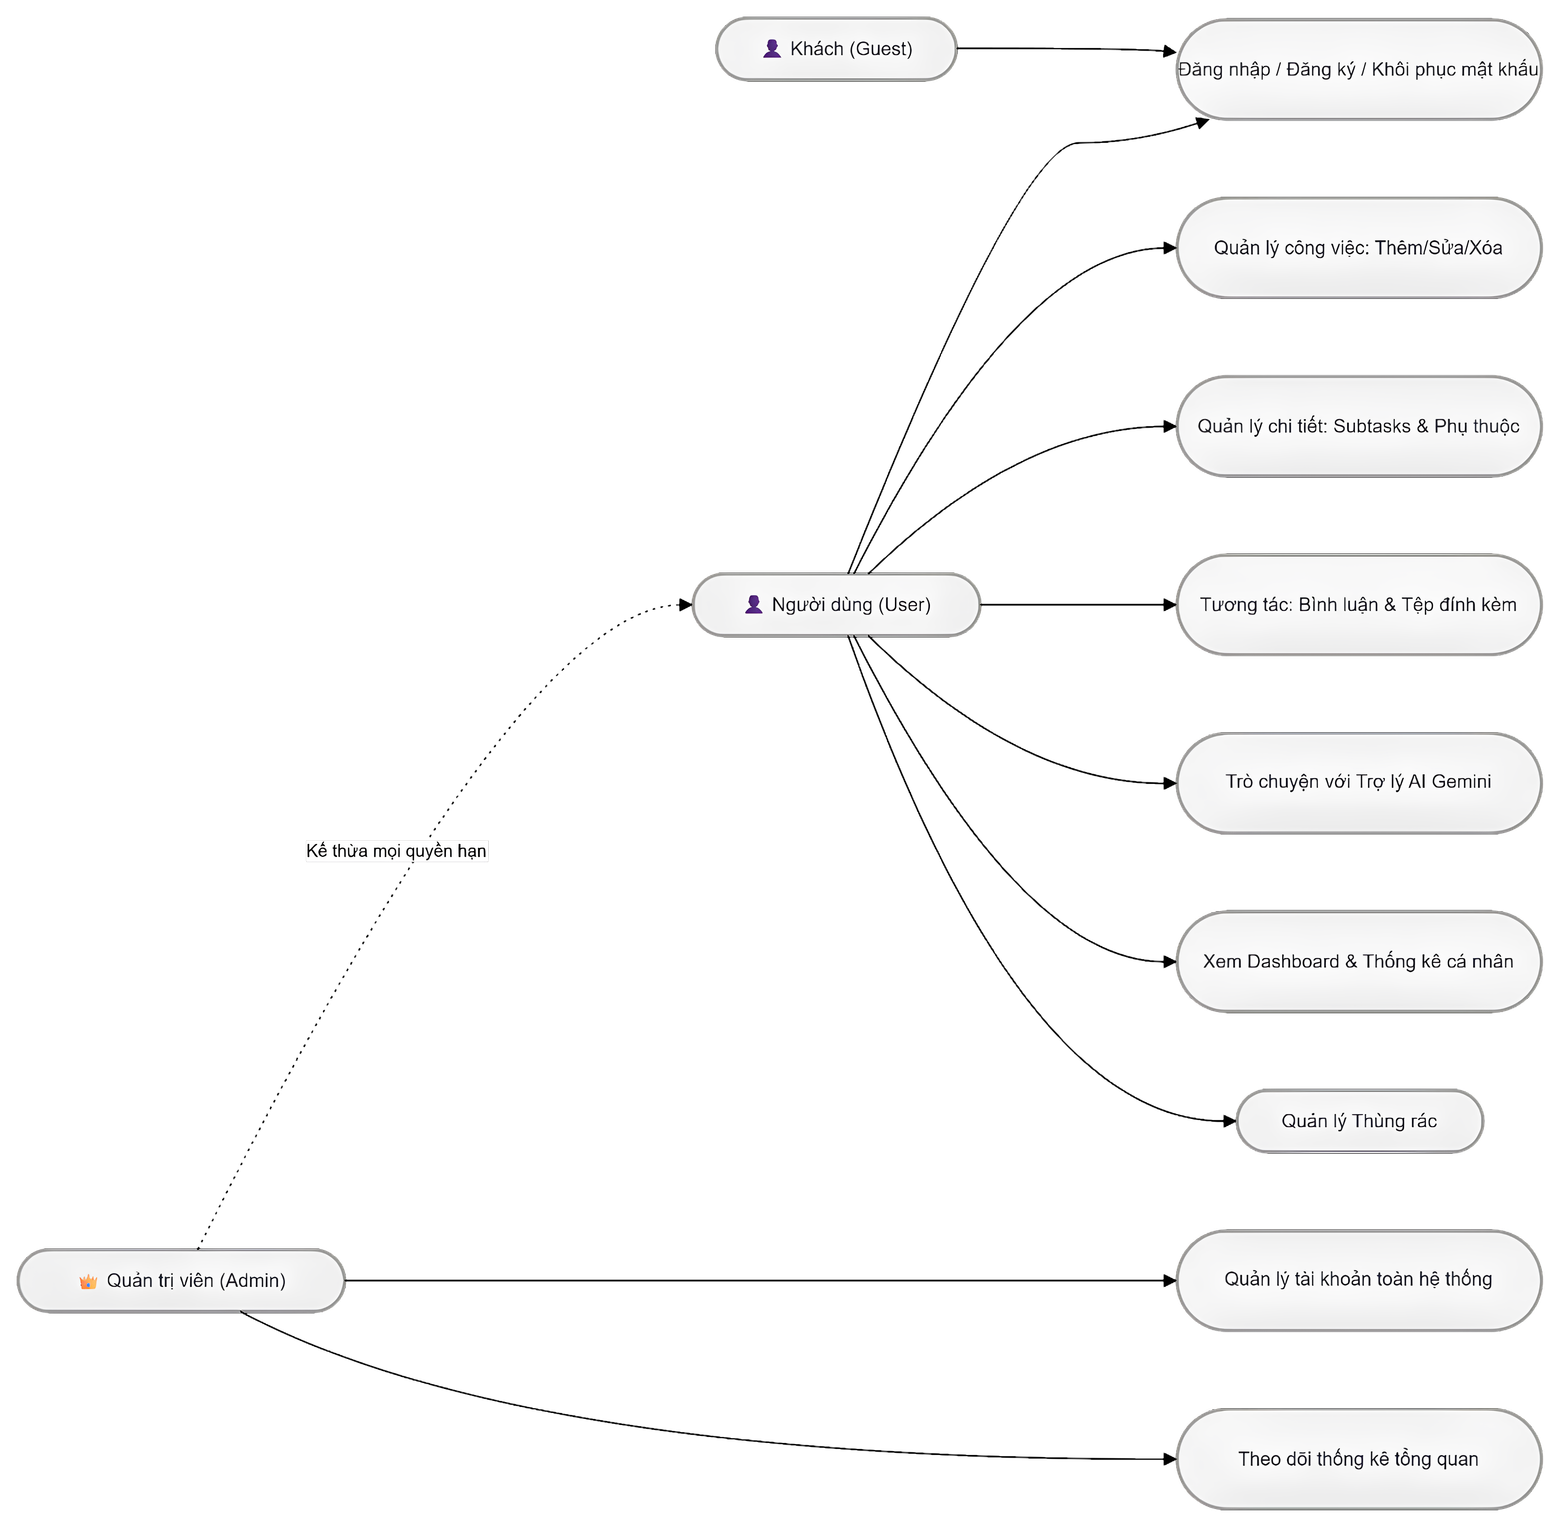 Khách (Guest)
Đăng nhập / Đăng ký / Khôi phục mật khẩu
Quản lý công việc: Thêm/Sửa/Xóa
Quản lý chi tiết: Subtasks & Phụ thuộc
Người dùng (User)
Tương tác: Bình luận & Tệp đính kèm
Trò chuyện với Trợ lý AI Gemini
Kế thừa mọi quyền hạn
Xem Dashboard & Thống kê cá nhân
Quản lý Thùng rác
Quản trị viên (Admin)
Quản lý tài khoản toàn hệ thống
Theo dõi thống kê tổng quan